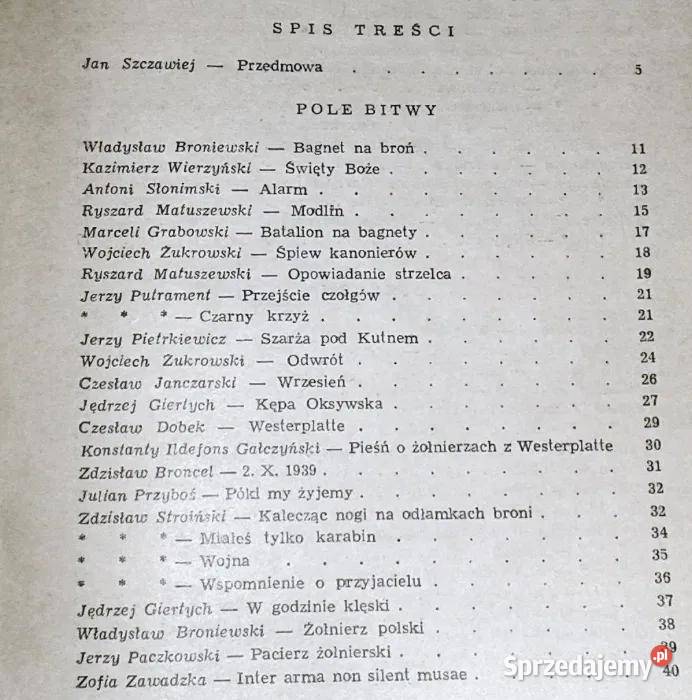 SPIS TREŚCI
Jan Szczawiej — Przedmowa . . . . . . . . 5
POLE BITWY
Władysław Broniewski — Bagnet na broń . . . . . . 11
Kazimierz Wierzyński — Święty Boże . . . . . . 12
Antoni Słonimski — Alarm . . . . . . . . 13
Ryszard Matuszewski — Modlin . . . . . . . 15
Marceli Grabowski — Batalion na bagnety . . . . . 17
Wojciech Żukrowski — Śpiew kanonierów . . . . . 18
Ryszard Matuszewski — Opowiadanie strzelca . . . . 19
Jerzy Putrament — Przejście czołgów . . . . . . 21
* * * — Czarny krzyż . . . . . . . 21
Jerzy Pietrkiewicz — Szarża pod Kutnem . . . . . 22
Wojciech Żukrowski — Odwrót . . . . . . . 24
Czesław Janczarski — Wrzesień . . . . . . . 26
Jędrzej Giertych — Kępa Oksywska . . . . . . 27
Czesław Dobek — Westerplatte . . . . . . . 29
Konstanty Ildefons Gałczyński — Pieśń o żołnierzach z Westerplatte 30
Zdzisław Broncel — 2. X. 1939 . . . . . . . 31
Julian Przyboś — Póki my żyjemy . . . . . . 32
Zdzisław Stroiński — Kalecząc nogi na odłamkach broni . . 32
* * * — Miałeś tylko karabin . . . . . 34
* * * — Wojna . . . . . . . . 35
* * * — Wspomnienie o przyjacielu . . . . 36
Jędrzej Giertych — W godzinie klęski . . . . . . 37
Władysław Broniewski — Żołnierz polski . . . . . 38
Jerzy Paczkowski — Pacierz żołnierski . . . . . 39
Zofia Zawadzka — Inter arma non silent musae . . . . 40
Sprzedajemy.pl